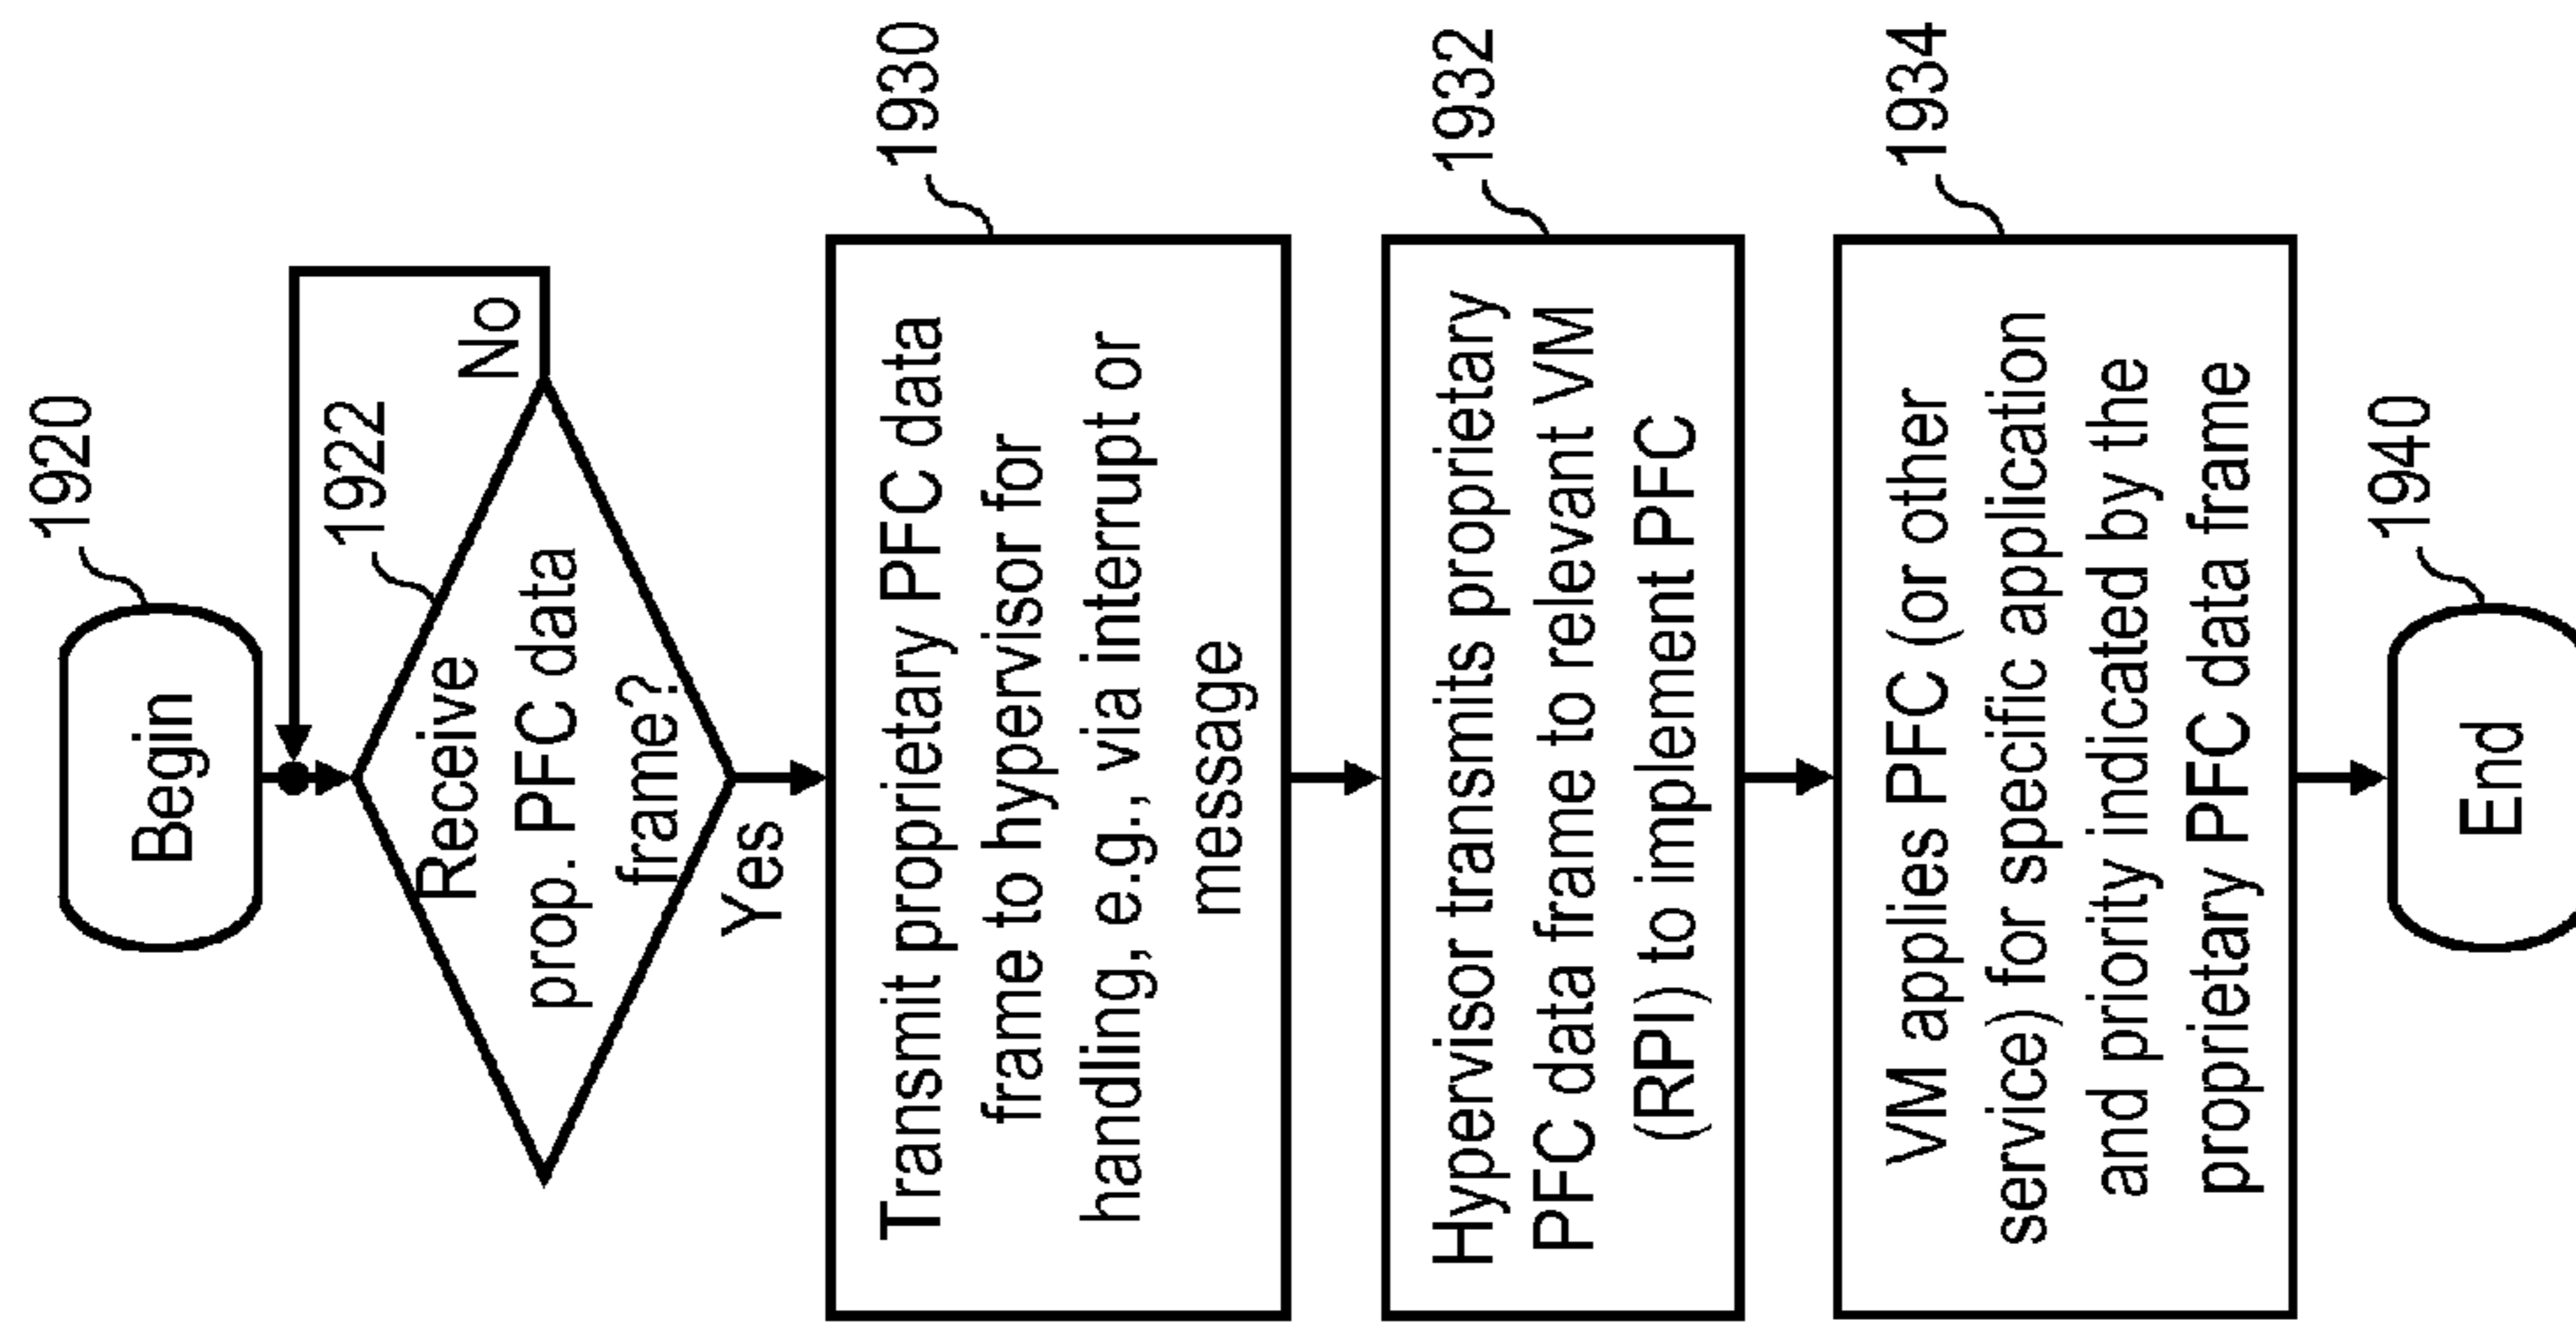 1920
Begin
1922
Receive
prop. PFC data
frame?
No
Yes
1930
Transmit proprietary PFC data
frame to hypervisor for
handling, e.g., via interrupt or
message
1932
Hypervisor transmits proprietary
PFC data frame to relevant VM
(RPI) to implement PFC
1934
VM applies PFC (or other
service) for specific application
and priority indicated by the
proprietary PFC data frame
1940
End